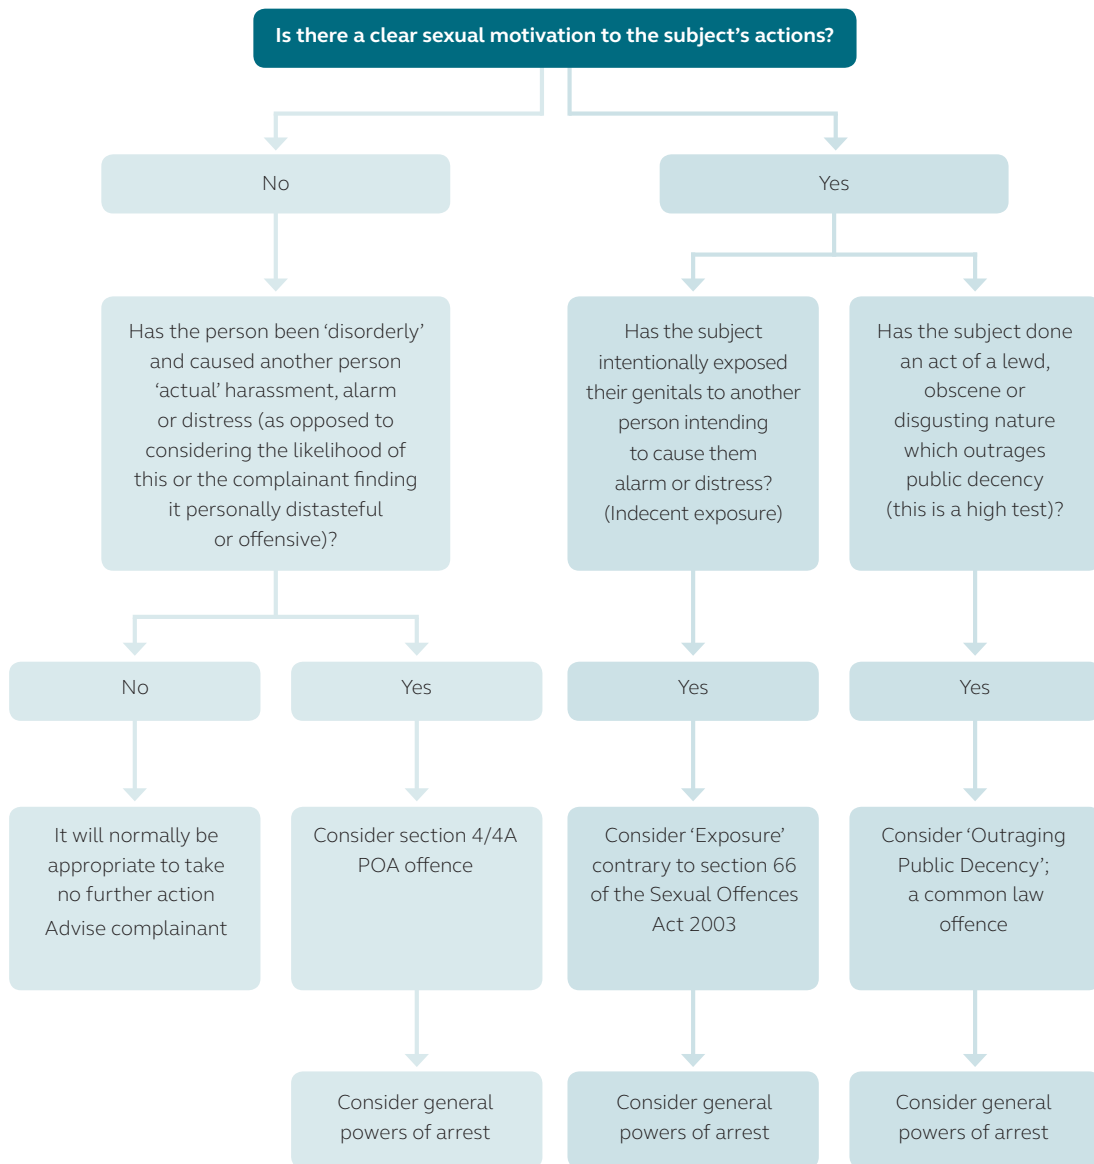 Is there a clear sexual motivation to the subject’s actions?
No
Yes
Has the person been ‘disorderly’
and caused another person
‘actual’ harassment, alarm
or distress (as opposed to
considering the likelihood of
this or the complainant finding
it personally distasteful
or offensive)?
Has the subject
intentionally exposed
their genitals to another
person intending
to cause them
alarm or distress?
(Indecent exposure)
Has the subject done
an act of a lewd,
obscene or
disgusting nature
which outrages
public decency
(this is a high test)?
No
Yes
Yes
Yes
It will normally be
appropriate to take
no further action
Advise complainant
Consider section 4/4A
POA offence
Consider ‘Exposure’
contrary to section 66
of the Sexual Offences
Act 2003
Consider ‘Outraging
Public Decency’;
a common law
offence
Consider general
powers of arrest
Consider general
powers of arrest
Consider general
powers of arrest